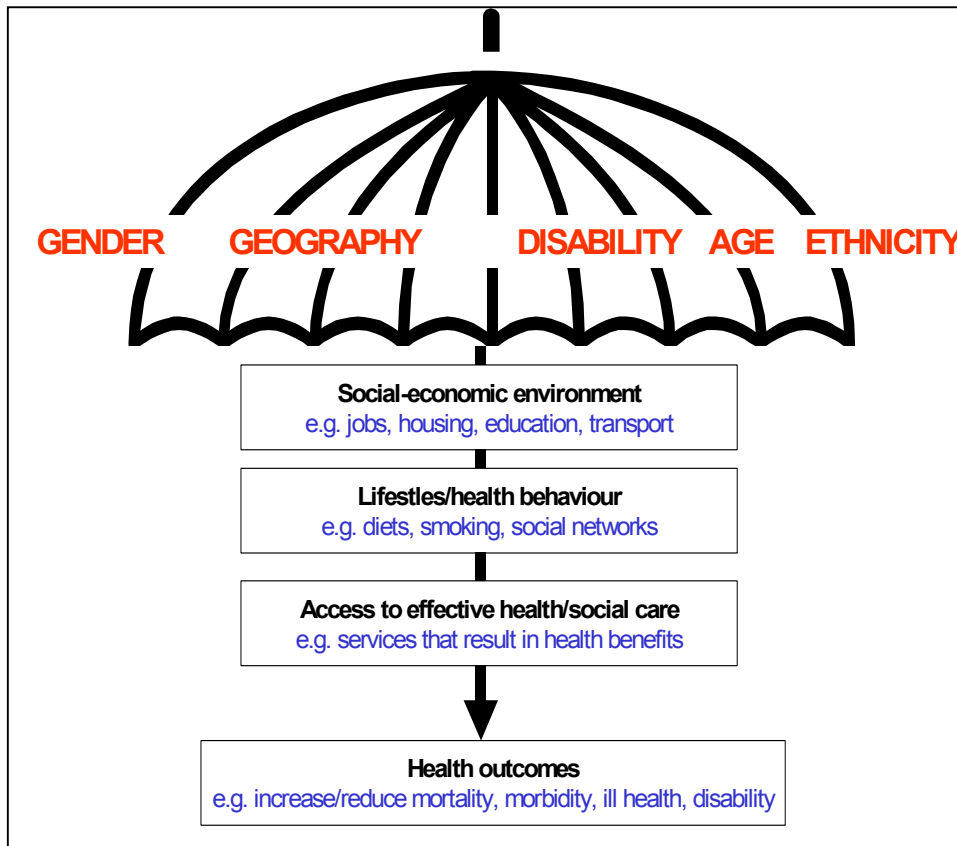 GENDER GEOGRAPHY DISABILITY AGE ETHNICITY
Social-economic environment
e.g. jobs, housing, education, transport
Lifestles/health behaviour
e.g. diets, smoking, social networks
Access to effective health/social care
e.g. services that result in health benefits
Health outcomes
e.g. increase/reduce mortality, morbidity, ill health, disability